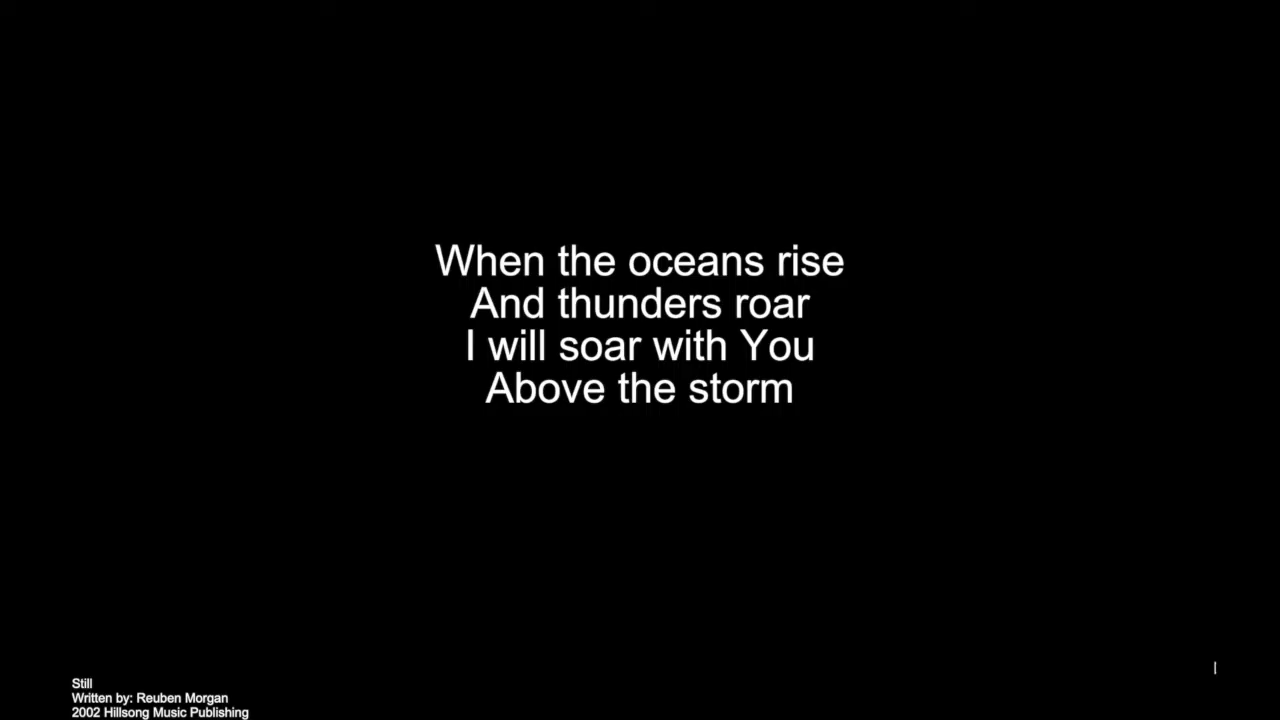 When the oceans rise
And thunders roar
I will soar with You
Above the storm
Still
Written by: Reuben Morgan
2002 Hillsong Music Publishing